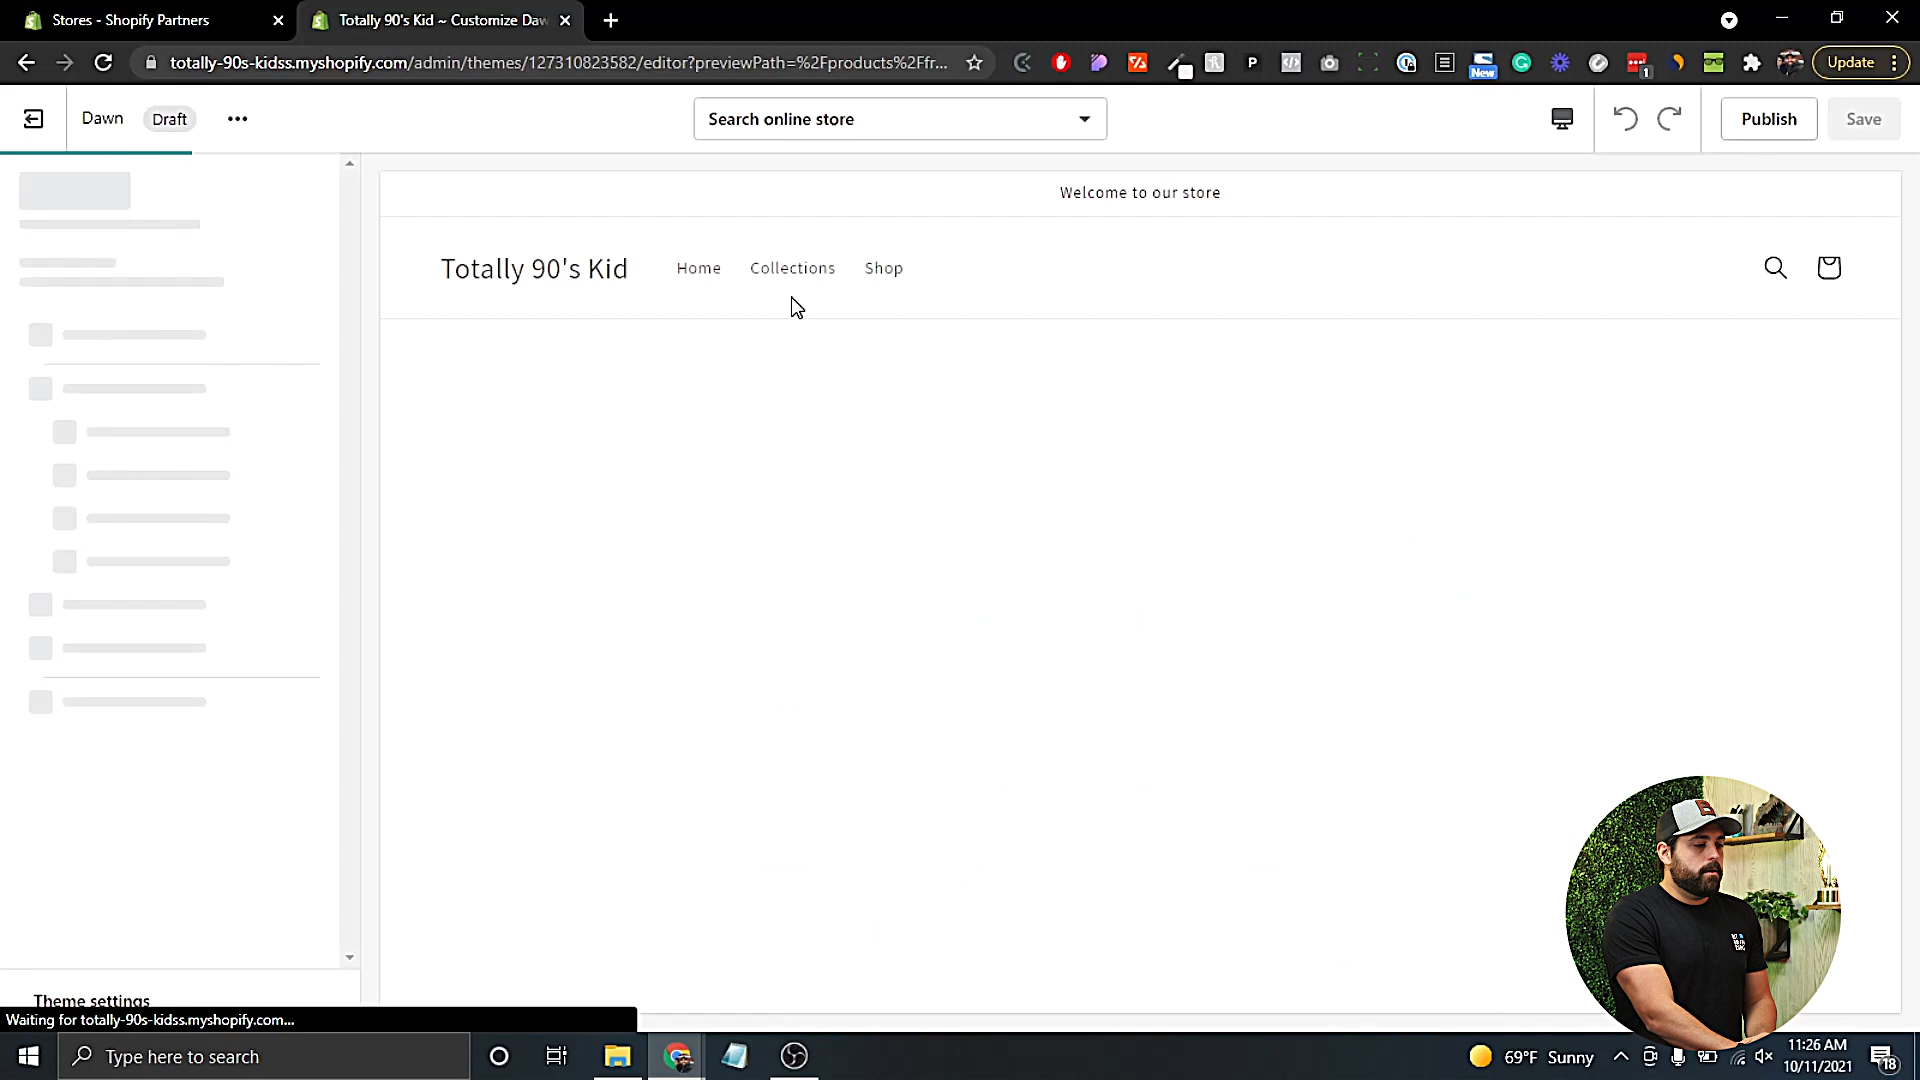 Stores - Shopify Partners
Totally 90's Kid ~ Customize Daw
totally-90s-kidss.myshopify.com/admin/themes/127310823582/editor?previewPath=%2Fproducts%2Ffr...
P
New
1
Update
Dawn
Draft
Search online store
Publish
Save
Welcome to our store
Totally 90's Kid
Home
Collections
Shop
Theme settings
Waiting for totally-90s-kidss.myshopify.com...
Type here to search
69°F Sunny
11:26 AM
10/11/2021
18